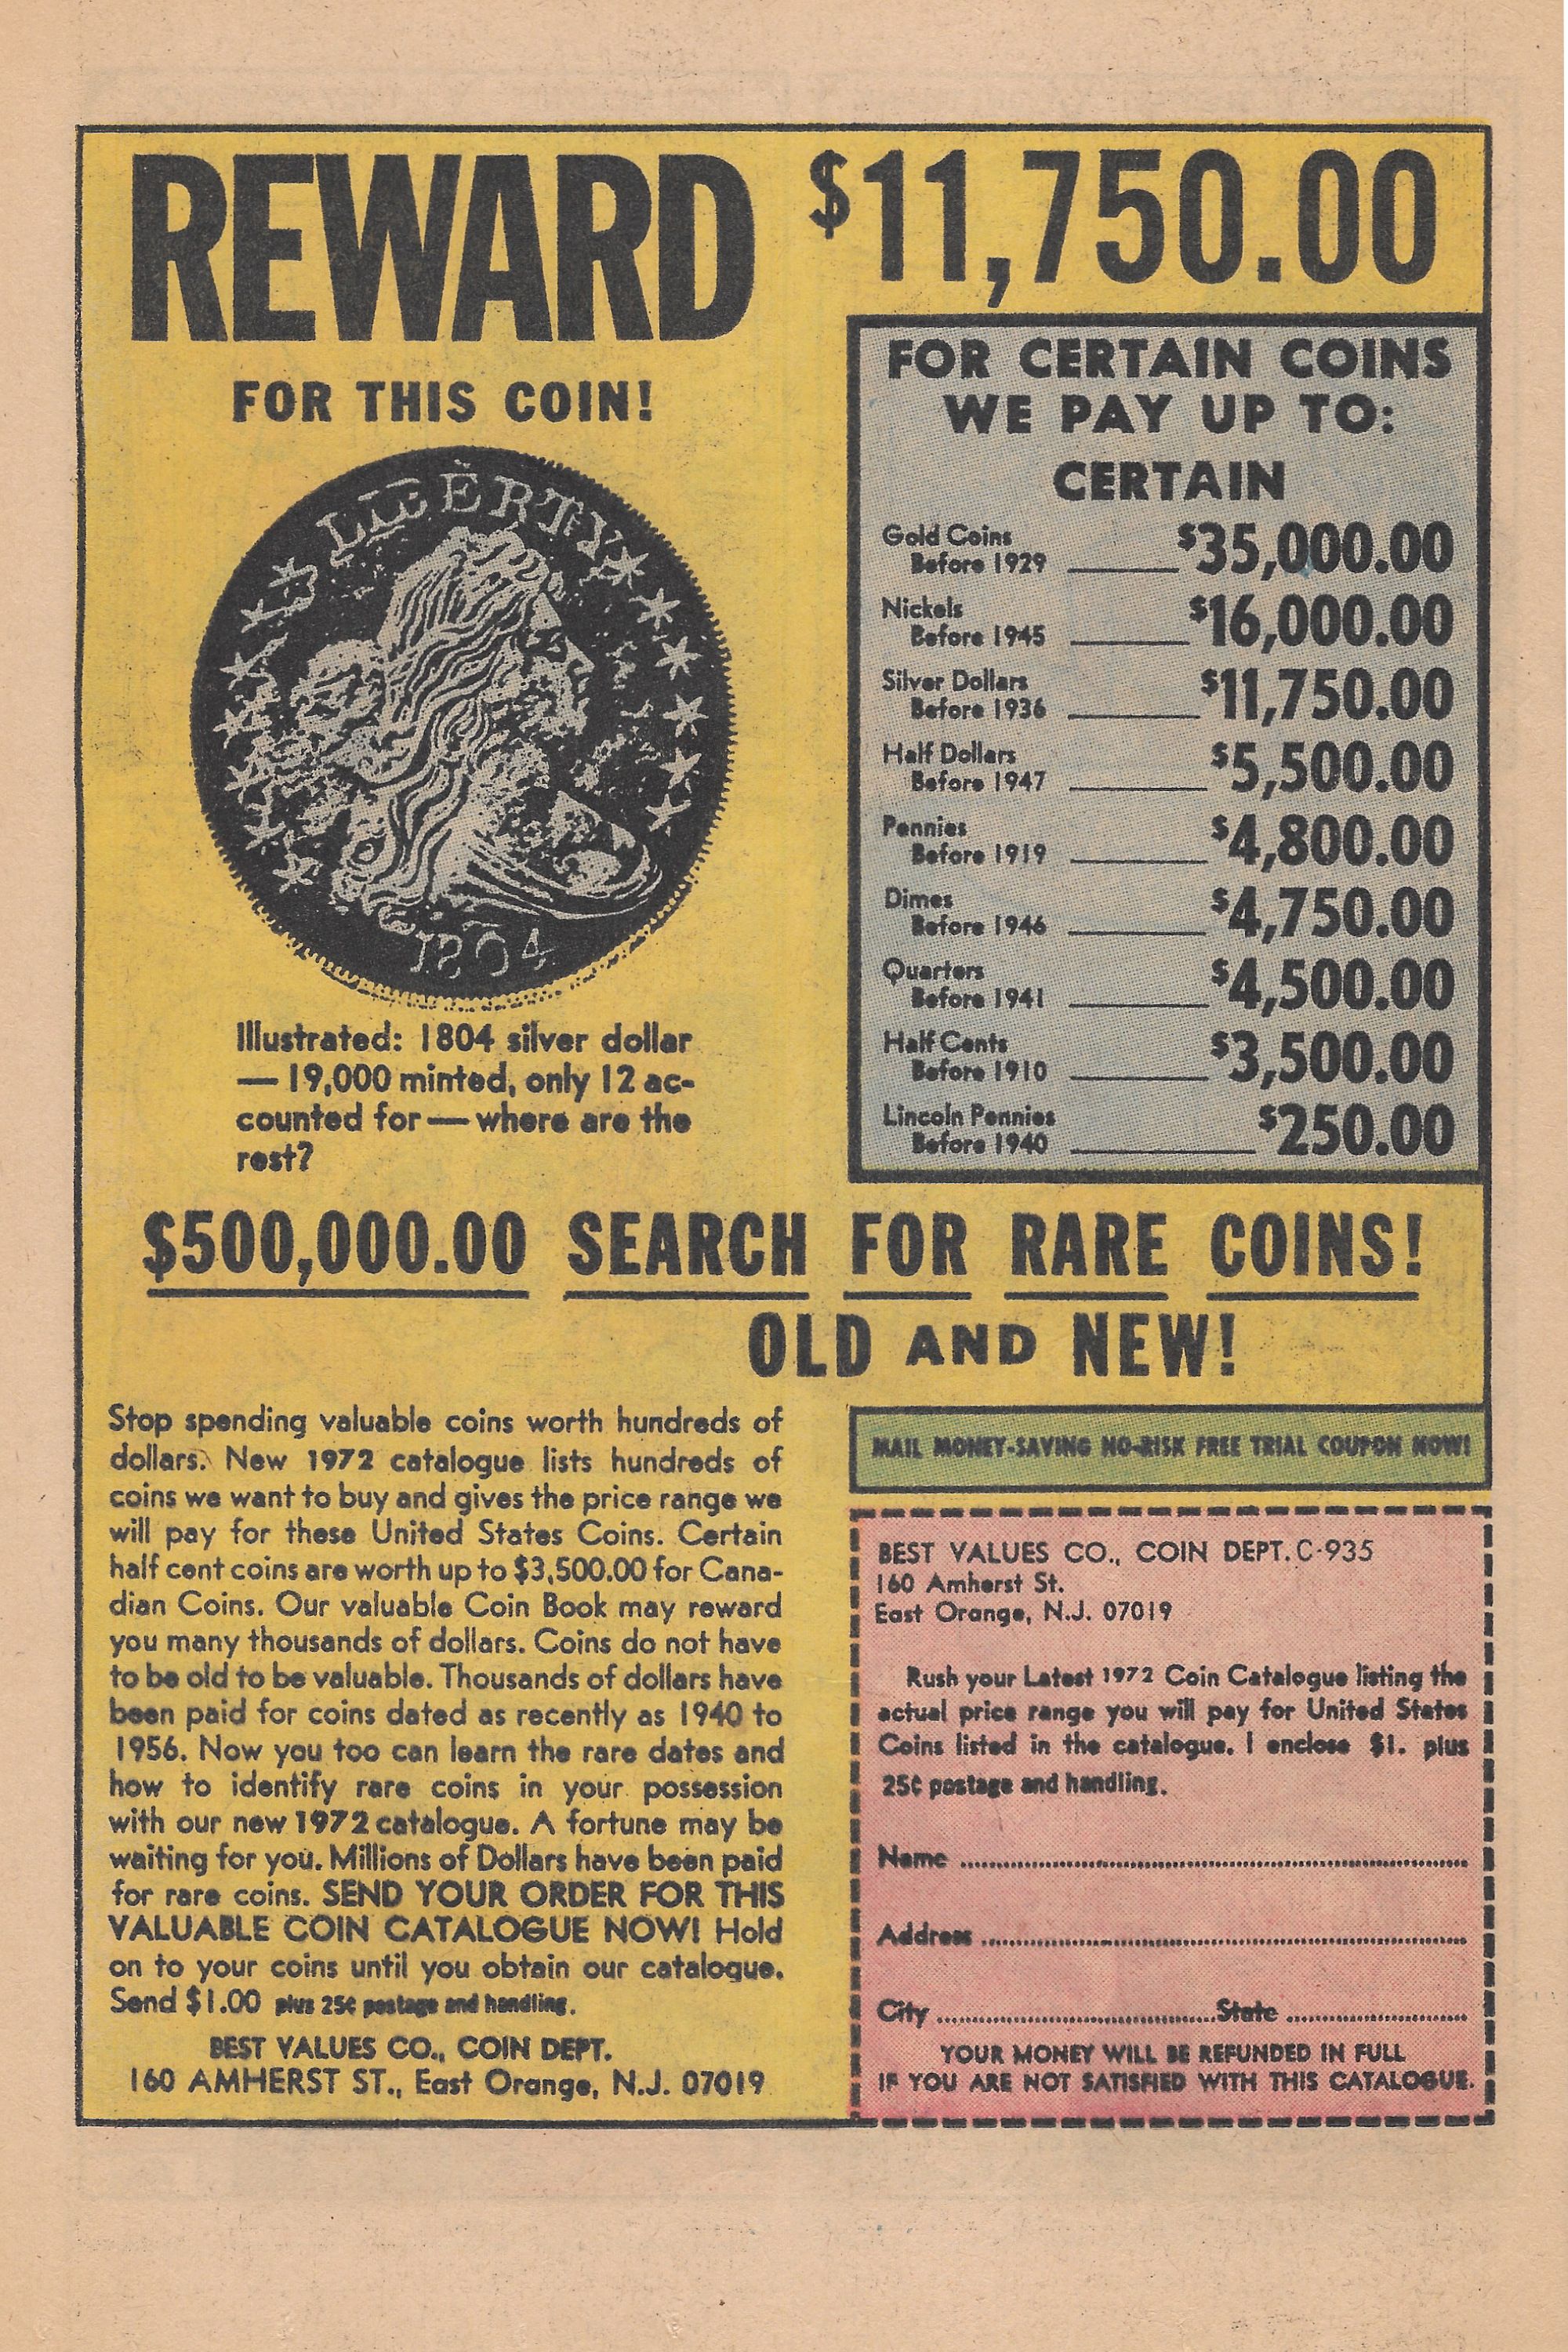 REWARD $11,750.00
FOR THIS COIN!
LIBERTY
1804
Illustrated: 1804 silver dollar
— 19,000 minted, only 12 ac-
counted for — where are the
rest?
FOR CERTAIN COINS
WE PAY UP TO:
CERTAIN
Gold Coins
Before 1929 $35,000.00
Nickels
Before 1945 $16,000.00
Silver Dollars
Before 1936 $11,750.00
Half Dollars
Before 1947 $5,500.00
Pennies
Before 1919 $4,800.00
Dimes
Before 1946 $4,750.00
Quarters
Before 1941 $4,500.00
Half Cents
Before 1910 $3,500.00
Lincoln Pennies
Before 1940 $250.00
$500,000.00 SEARCH FOR RARE COINS!
OLD AND NEW!
Stop spending valuable coins worth hundreds of
dollars. New 1972 catalogue lists hundreds of
coins we want to buy and gives the price range we
will pay for these United States Coins. Certain
half cent coins are worth up to $3,500.00 for Cana-
dian Coins. Our valuable Coin Book may reward
you many thousands of dollars. Coins do not have
to be old to be valuable. Thousands of dollars have
been paid for coins dated as recently as 1940 to
1956. Now you too can learn the rare dates and
how to identify rare coins in your possession
with our new 1972 catalogue. A fortune may be
waiting for you. Millions of Dollars have been paid
for rare coins. SEND YOUR ORDER FOR THIS
VALUABLE COIN CATALOGUE NOW! Hold
on to your coins until you obtain our catalogue.
Send $1.00 plus 25¢ postage and handling.
BEST VALUES CO., COIN DEPT.
160 AMHERST ST., East Orange, N.J. 07019
MAIL MONEY-SAVING NO-RISK FREE TRIAL COUPON NOW!
BEST VALUES CO., COIN DEPT. C-935
160 Amherst St.
East Orange, N.J. 07019
Rush your Latest 1972 Coin Catalogue listing the
actual price range you will pay for United States
Coins listed in the catalogue. I enclose $1. plus
25¢ postage and handling.
Name
Address
City State
YOUR MONEY WILL BE REFUNDED IN FULL
IF YOU ARE NOT SATISFIED WITH THIS CATALOGUE.